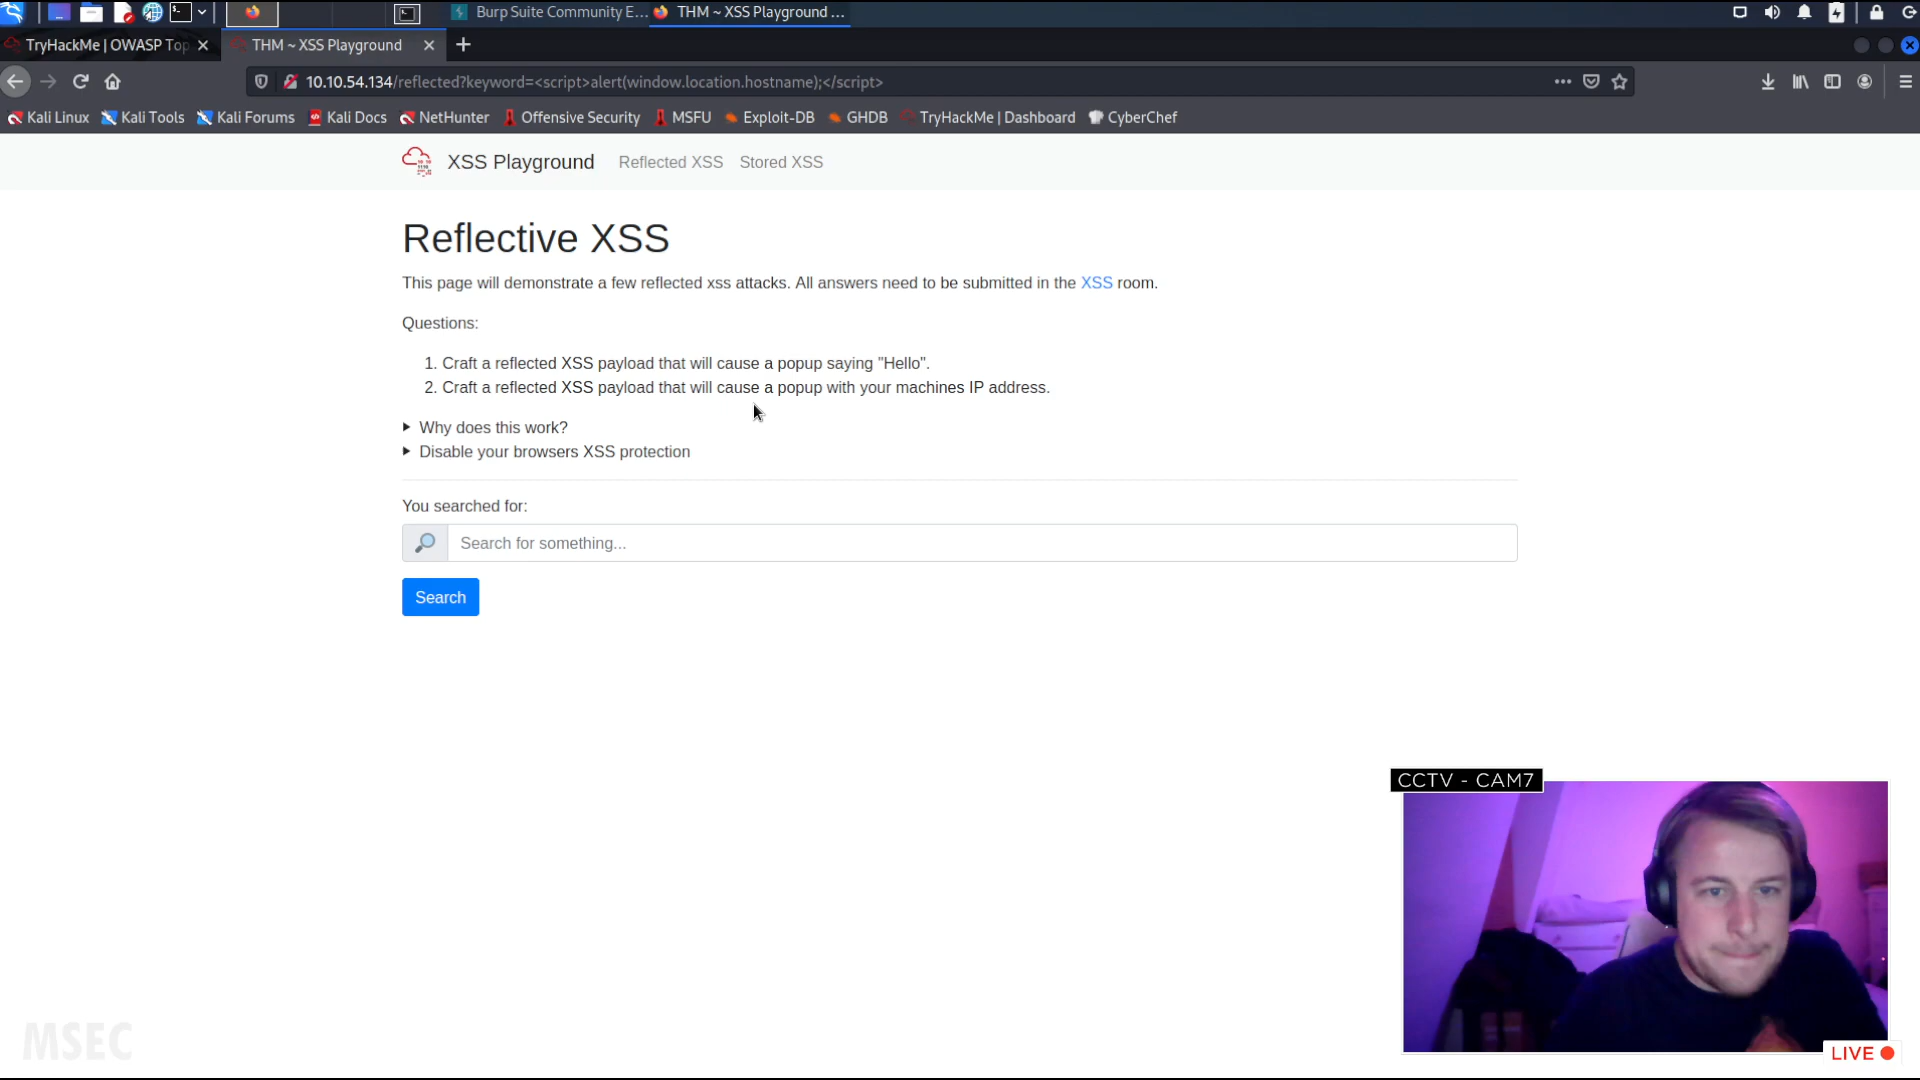 Burp Suite Community E...
THM ~ XSS Playground ...
TryHackMe | OWASP Top
THM ~ XSS Playground
10.10.54.134/reflected?keyword=<script>alert(window.location.hostname);</script>
Kali Linux
Kali Tools
Kali Forums
Kali Docs
NetHunter
Offensive Security
MSFU
Exploit-DB
GHDB
TryHackMe | Dashboard
CyberChef
XSS Playground
Reflected XSS
Stored XSS
Reflective XSS
This page will demonstrate a few reflected xss attacks. All answers need to be submitted in the XSS room.
Questions:
1. Craft a reflected XSS payload that will cause a popup saying "Hello".
2. Craft a reflected XSS payload that will cause a popup with your machines IP address.
Why does this work?
Disable your browsers XSS protection
You searched for:
Search for something...
Search
CCTV - CAM7
MSEC
LIVE